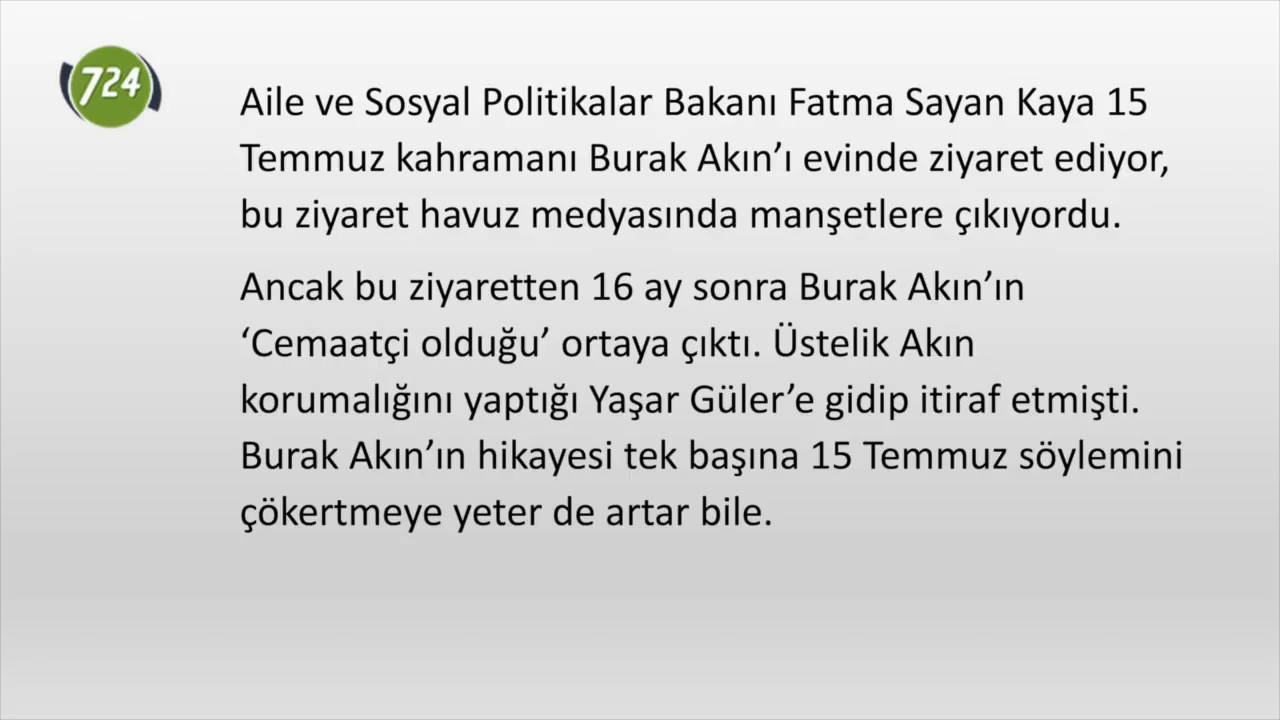 724
Aile ve Sosyal Politikalar Bakanı Fatma Sayan Kaya 15
Temmuz kahramanı Burak Akın’ı evinde ziyaret ediyor,
bu ziyaret havuz medyasında manşetlere çıkıyordu.
Ancak bu ziyaretten 16 ay sonra Burak Akın’ın
‘Cemaatçi olduğu’ ortaya çıktı. Üstelik Akın
korumalığını yaptığı Yaşar Güler’e gidip itiraf etmişti.
Burak Akın’ın hikayesi tek başına 15 Temmuz söylemini
çökertmeye yeter de artar bile.